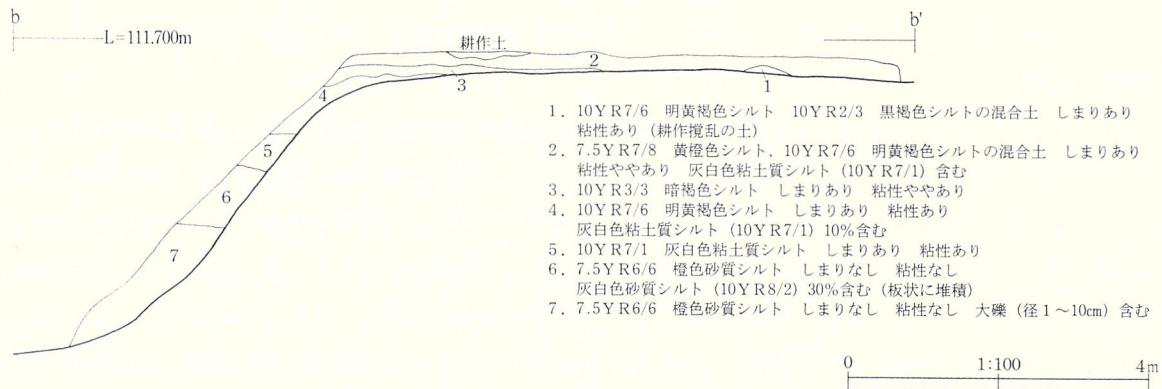 b
b'
L=111.700m
耕作土
2
3
1
4
5
6
7
1. 10YR7/6 明黄褐色シルト 10YR2/3 黒褐色シルトの混合土 しまりあり
粘性あり (耕作撹乱の土)
2. 7.5YR7/8 黄橙色シルト、10YR7/6 明黄褐色シルトの混合土 しまりあり
粘性ややあり 灰白色粘土質シルト (10YR7/1) 含む
3. 10YR3/3 暗褐色シルト しまりあり 粘性ややあり
4. 10YR7/6 明黄褐色シルト しまりあり 粘性あり
灰白色粘土質シルト (10YR7/1) 10%含む
5. 10YR7/1 灰白色粘土質シルト しまりあり 粘性あり
6. 7.5YR6/6 橙色砂質シルト しまりなし 粘性なし
灰白色砂質シルト (10YR8/2) 30%含む (板状に堆積)
7. 7.5YR6/6 橙色砂質シルト しまりなし 粘性なし 大礫 (径1~10cm) 含む
0 1:100 4m